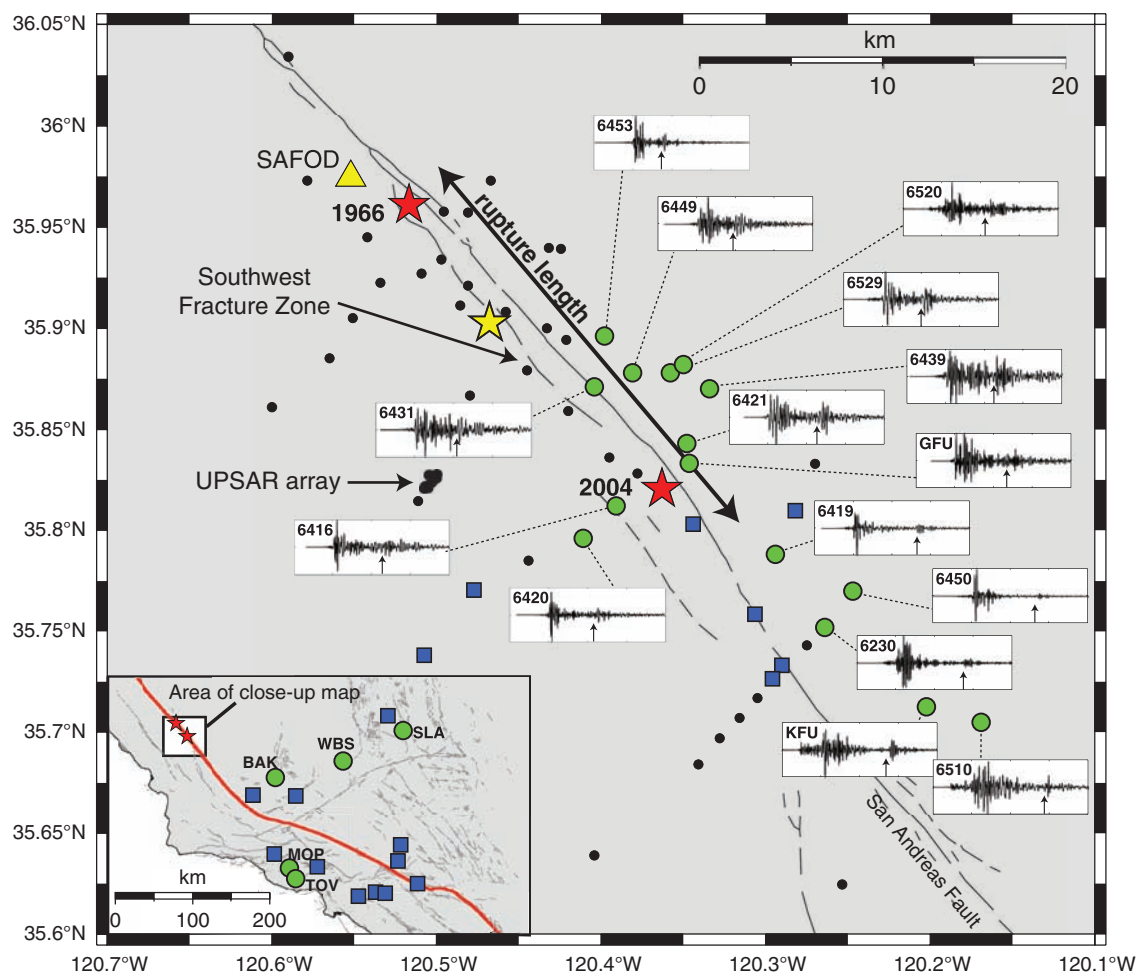 36.05°N
36°N
35.95°N
35.9°N
35.85°N
35.8°N
35.75°N
35.7°N
35.65°N
35.6°N
120.7°W
120.6°W
120.5°W
120.4°W
120.3°W
120.2°W
120.1°W
km
0
10
20
SAFOD
1966
rupture length
Southwest
Fracture Zone
UPSAR array
2004
6453
6449
6520
6529
6439
6421
GFU
6431
6416
6420
6419
6450
6230
KFU
6510
San Andreas Fault
Area of close-up map
SLA
WBS
BAK
MOP
TOV
km
0
100
200